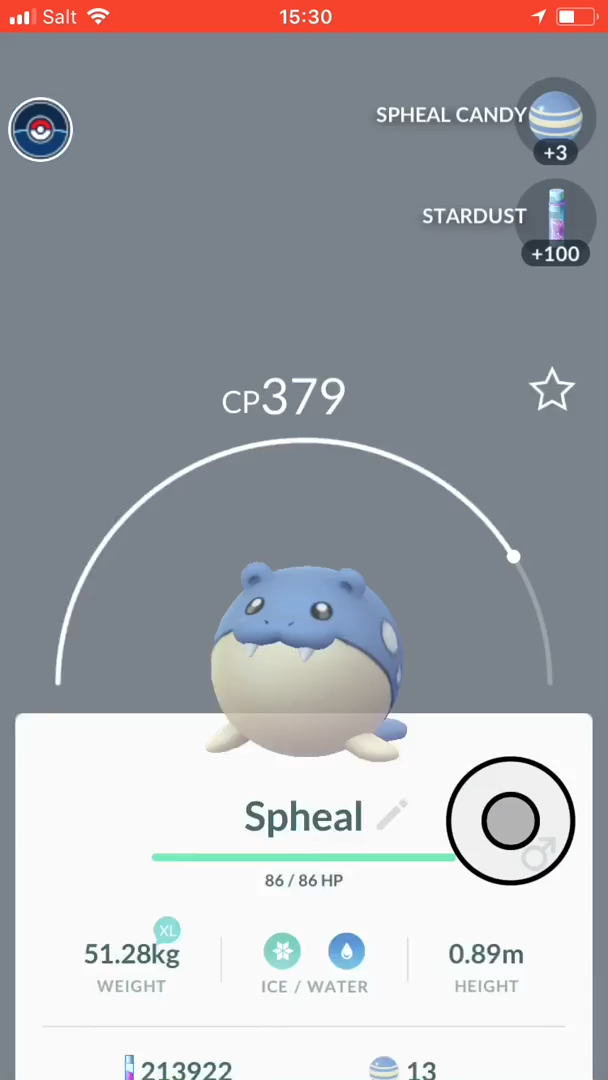 Salt 15:30
SPHEAL CANDY
+3
STARDUST
+100
CP379
Spheal
86 / 86 HP
XL
51.28kg 0.89m
WEIGHT ICE / WATER HEIGHT
213922 13